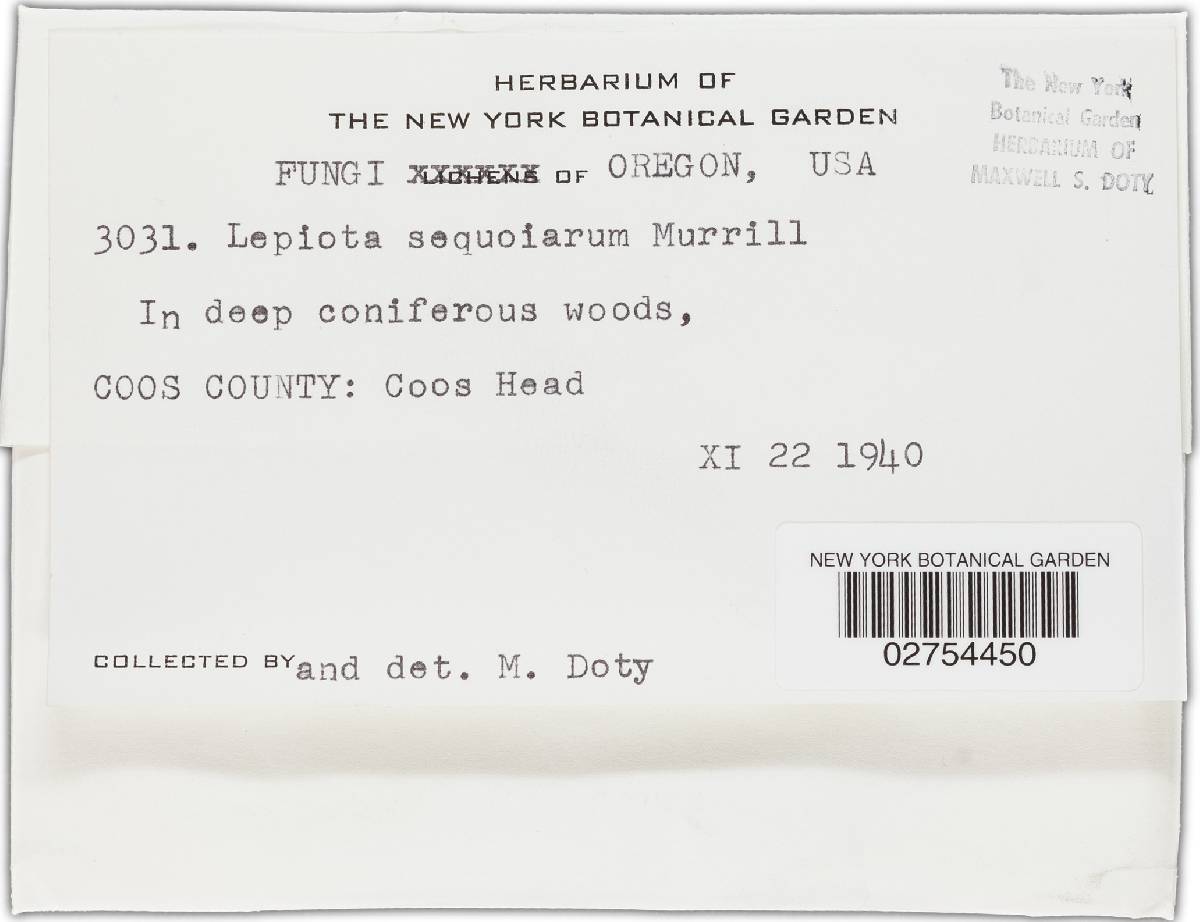 HERBARIUM OF
THE NEW YORK BOTANICAL GARDEN
FUNGI LICHENS OF OREGON, USA
The New York
Botanical Garden
HERBARIUM OF
MAXWELL S. DOTY
3031. Lepiota sequoiarum Murrill
In deep coniferous woods,
COOS COUNTY: Coos Head
XI 22 1940
NEW YORK BOTANICAL GARDEN
02754450
COLLECTED BY and det. M. Doty